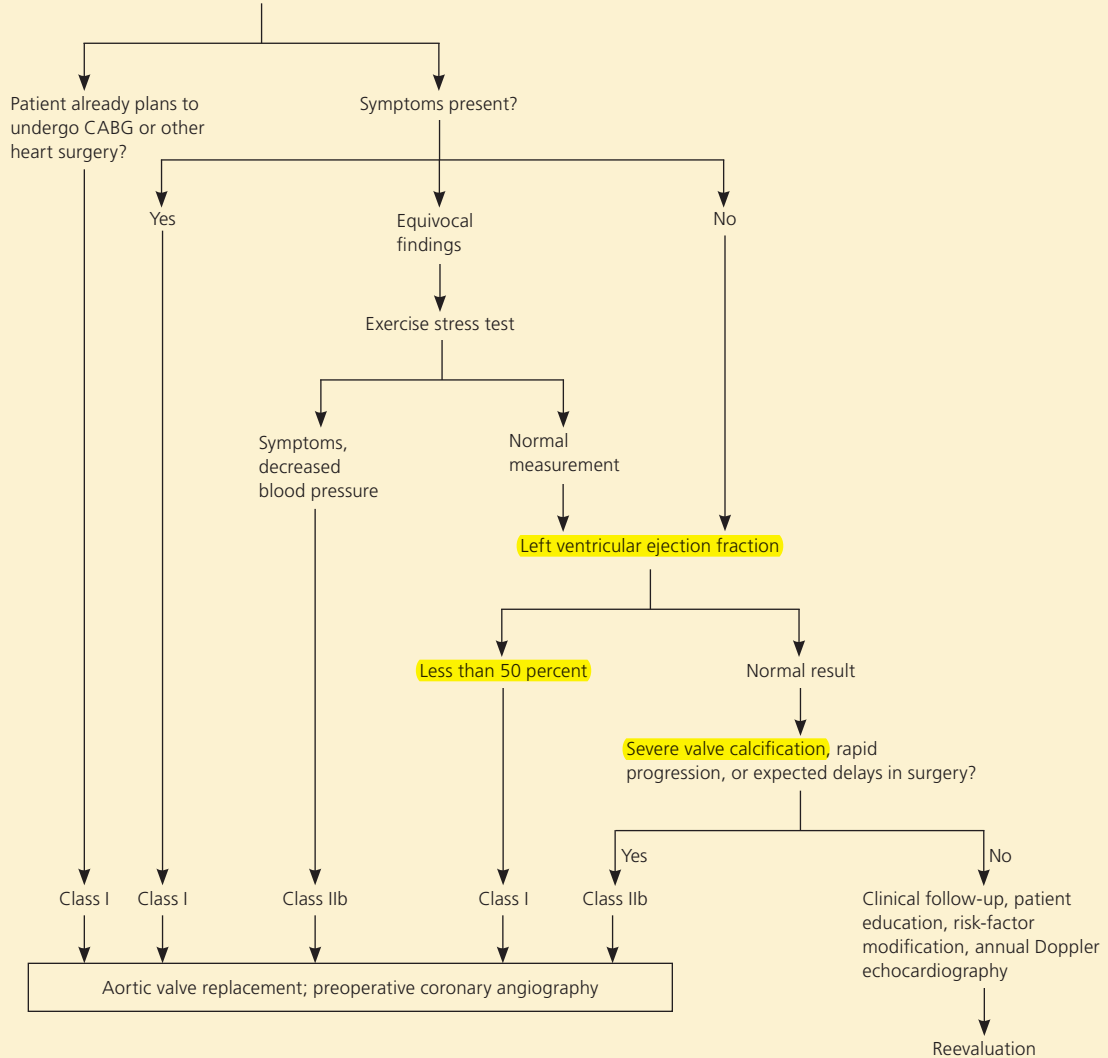 Patient already plans to
undergo CABG or other
heart surgery?
Symptoms present?
Yes
Equivocal
findings
No
Exercise stress test
Symptoms,
decreased
blood pressure
Normal
measurement
Left ventricular ejection fraction
Less than 50 percent
Normal result
Severe valve calcification, rapid
progression, or expected delays in surgery?
Yes
No
Class I
Class I
Class IIb
Class I
Class IIb
Clinical follow-up, patient
education, risk-factor
modification, annual Doppler
echocardiography
Aortic valve replacement; preoperative coronary angiography
Reevaluation